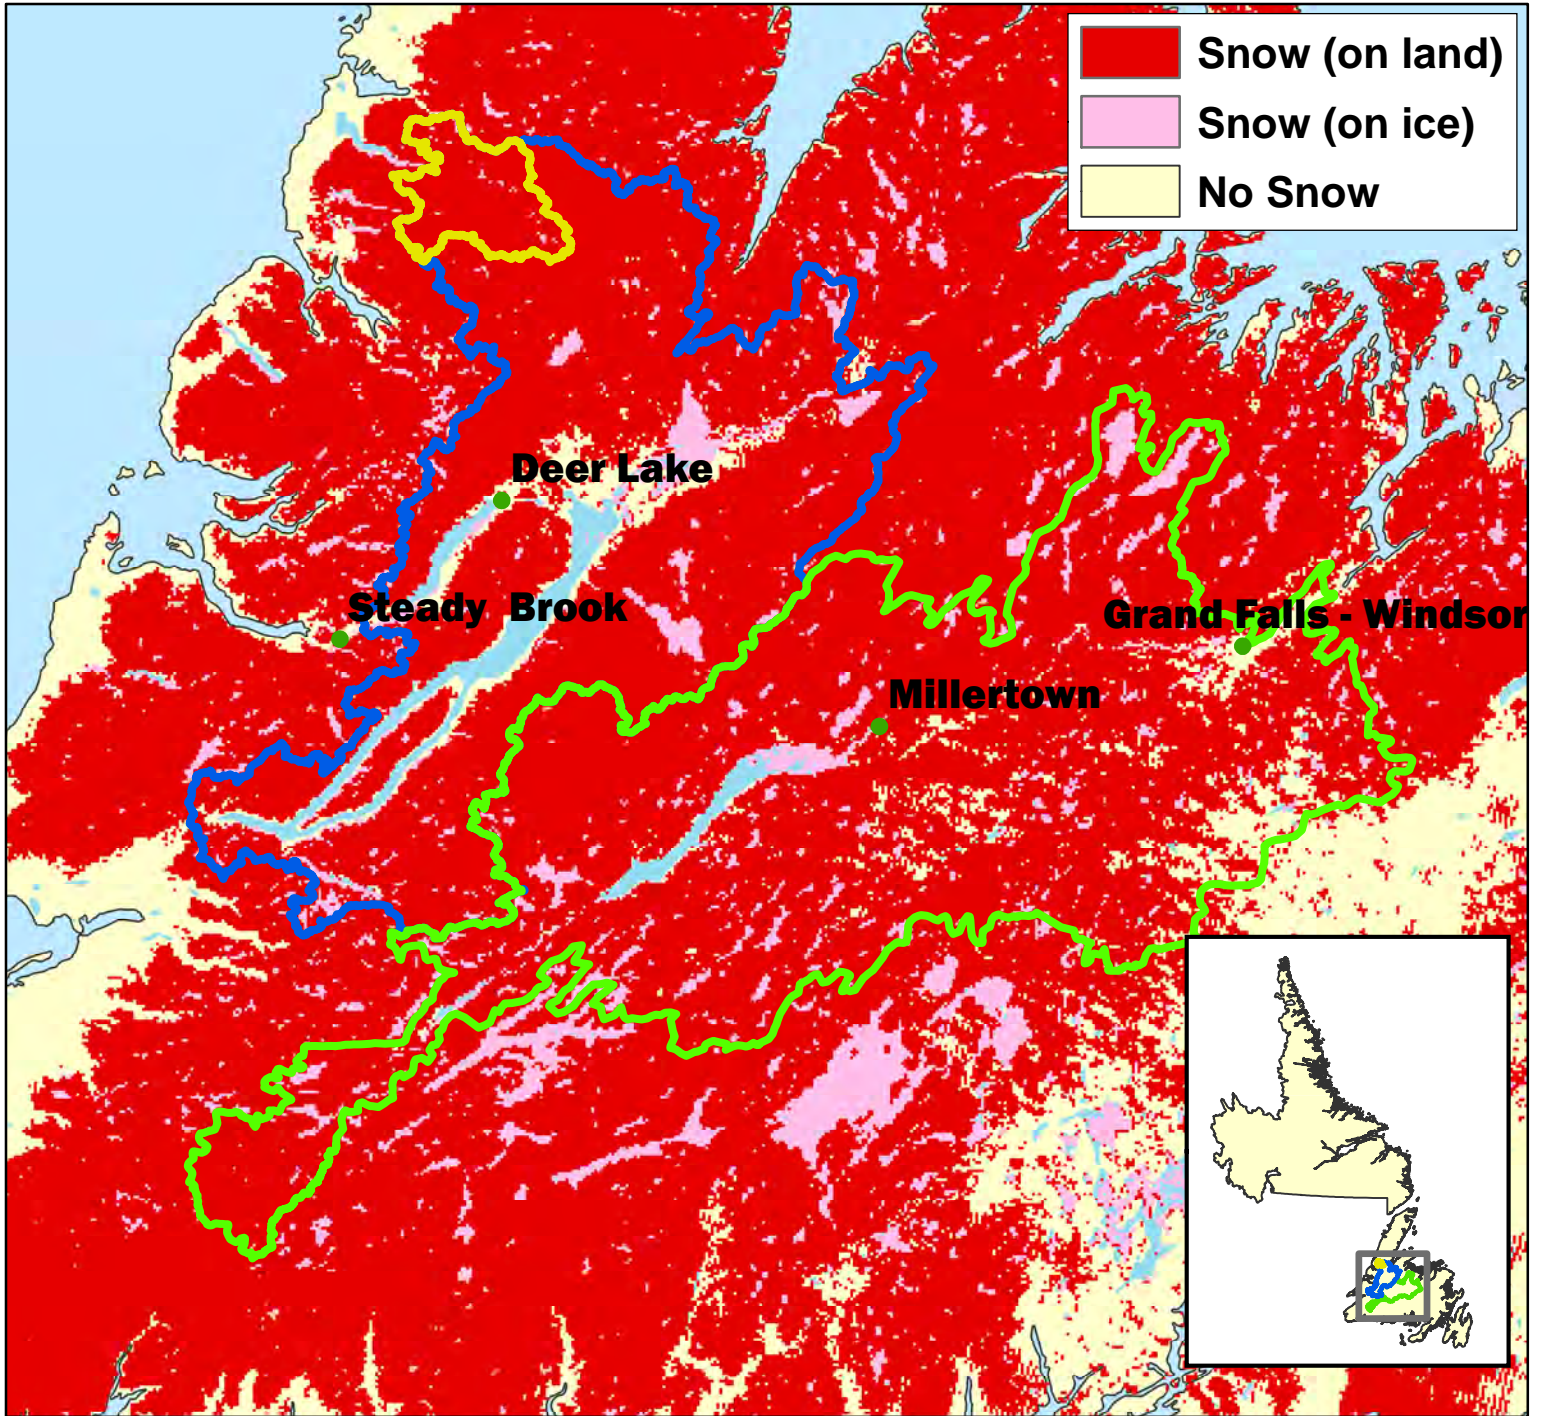 Snow (on land)
Snow (on ice)
No Snow
Deer Lake
Steady Brook
Grand Falls - Windsor
Millertown